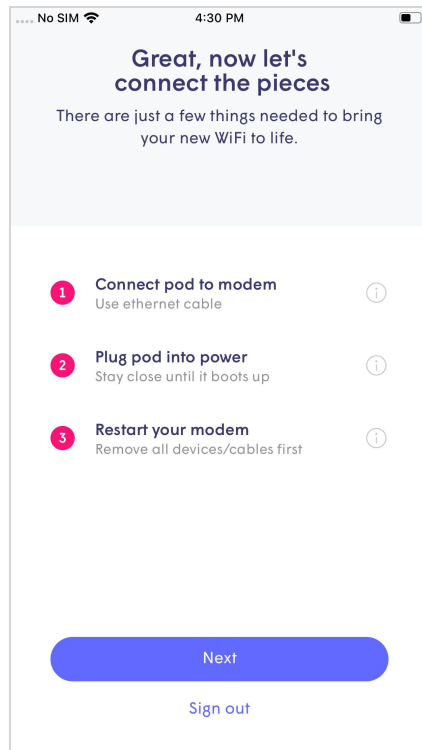 No SIM 4:30 PM
Great, now let's
connect the pieces
There are just a few things needed to bring
your new WiFi to life.
1 Connect pod to modem
Use ethernet cable
2 Plug pod into power
Stay close until it boots up
3 Restart your modem
Remove all devices/cables first
Next
Sign out